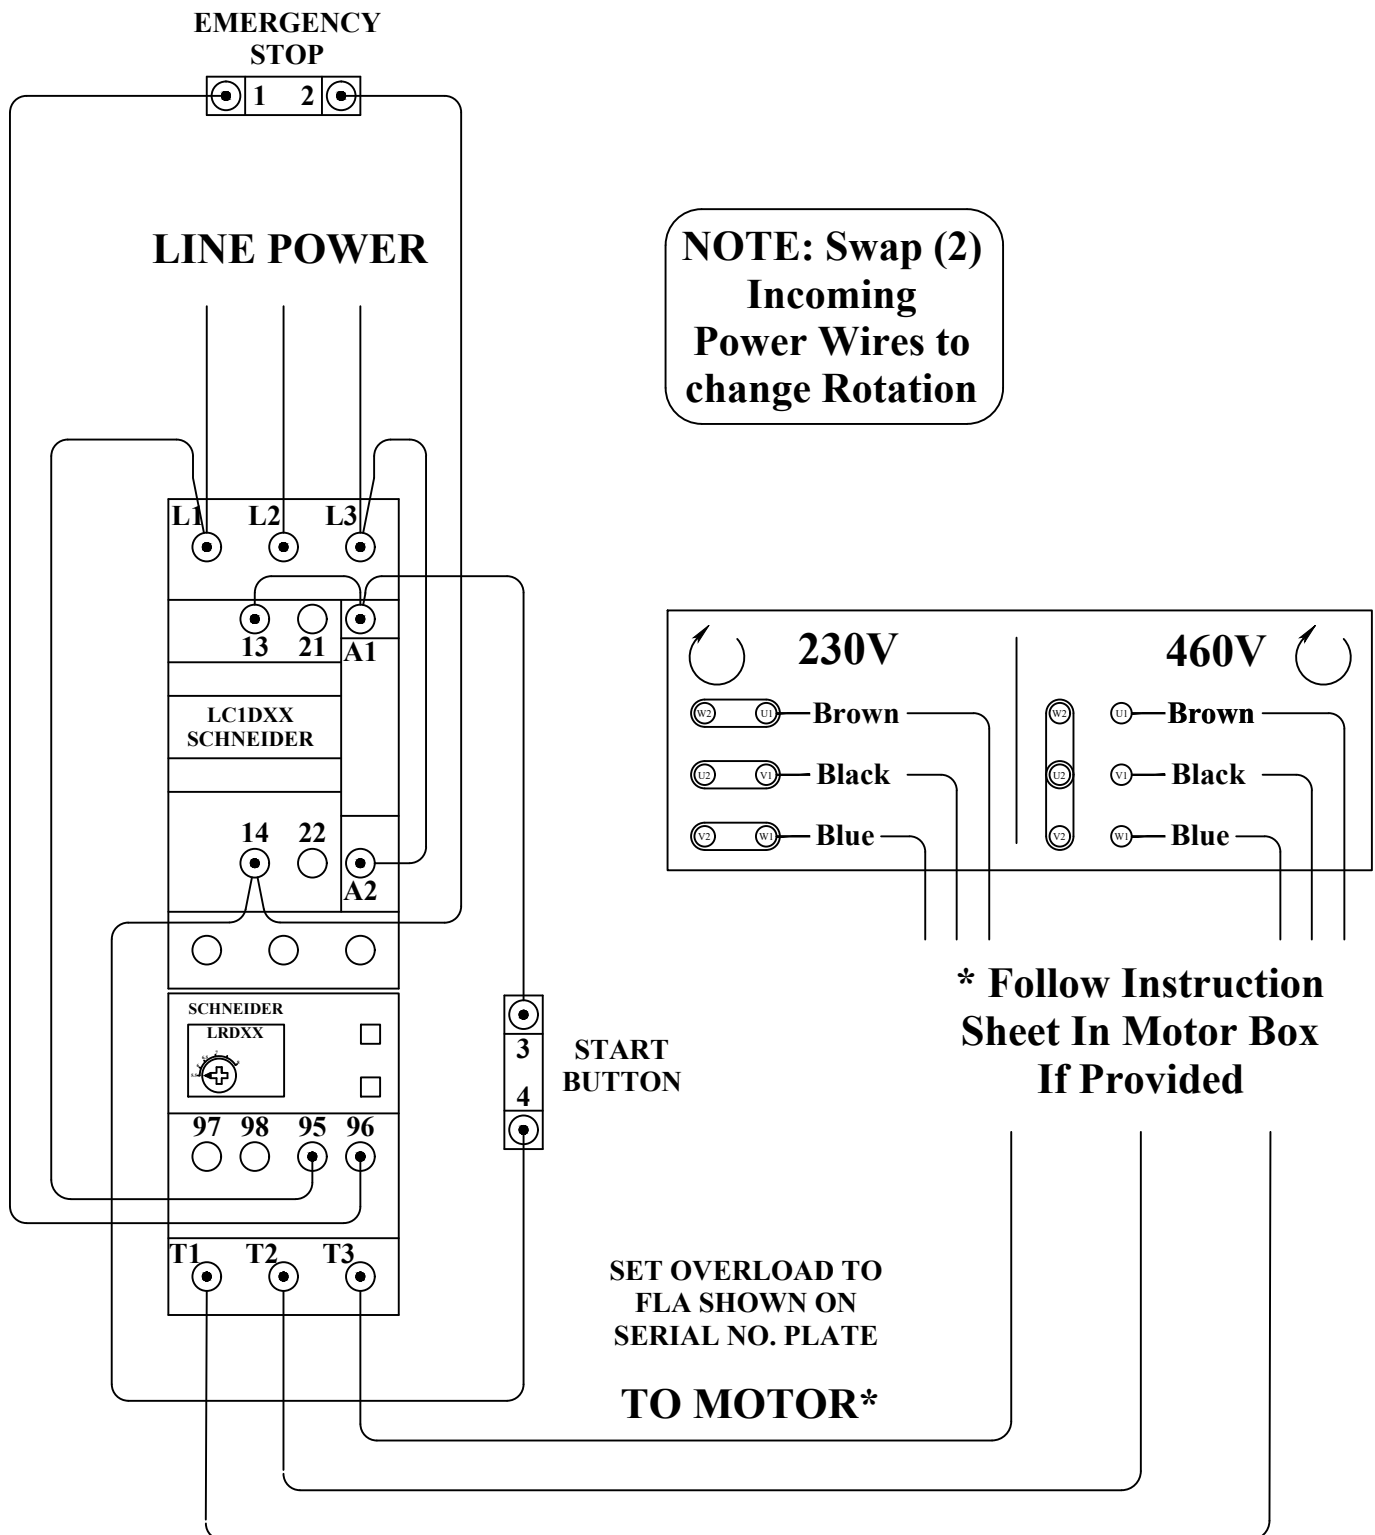 EMERGENCY
STOP
1 2
LINE POWER
NOTE: Swap (2)
Incoming
Power Wires to
change Rotation
L1 L2 L3
13 21 A1
LC1DXX
SCHNEIDER
14 22
A2
230V 460V
W2 U1 Brown W2 U1 Brown
U2 V1 Black U2 V1 Black
V2 W1 Blue V2 W1 Blue
* Follow Instruction
Sheet In Motor Box
If Provided
SCHNEIDER
LRDXX
3
4
START
BUTTON
97 98 95 96
T1 T2 T3
SET OVERLOAD TO
FLA SHOWN ON
SERIAL NO. PLATE
TO MOTOR*